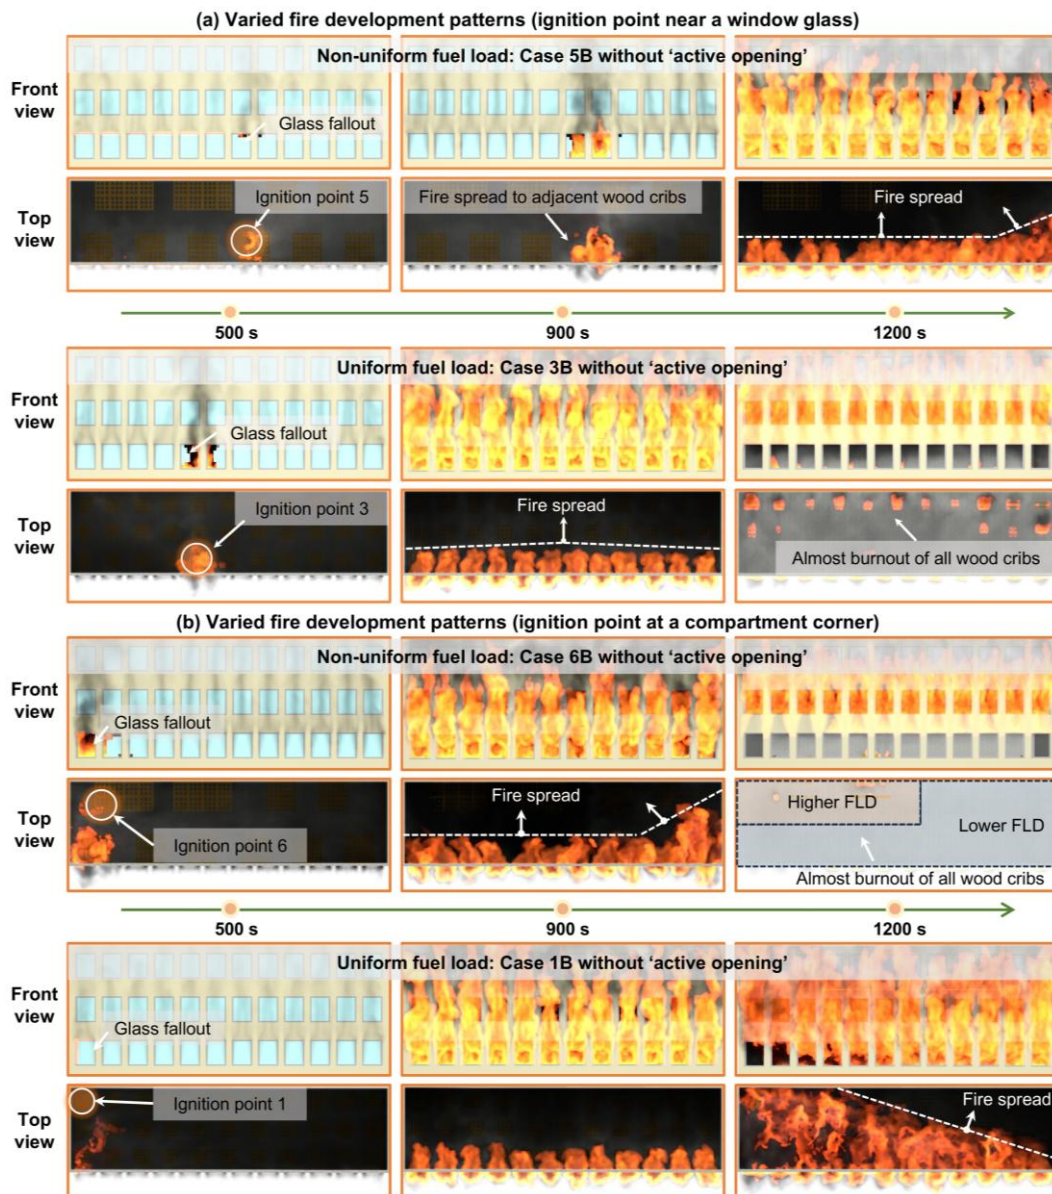 (a) Varied fire development patterns (ignition point near a window glass)
Non-uniform fuel load: Case 5B without ‘active opening’
Front view
Glass fallout
Top view
Ignition point 5
Fire spread to adjacent wood cribs
Fire spread
500 s
900 s
1200 s
Uniform fuel load: Case 3B without ‘active opening’
Front view
Glass fallout
Top view
Ignition point 3
Fire spread
Almost burnout of all wood cribs
(b) Varied fire development patterns (ignition point at a compartment corner)
Non-uniform fuel load: Case 6B without ‘active opening’
Front view
Glass fallout
Top view
Ignition point 6
Fire spread
Higher FLD
Lower FLD
Almost burnout of all wood cribs
500 s
900 s
1200 s
Uniform fuel load: Case 1B without ‘active opening’
Front view
Glass fallout
Top view
Ignition point 1
Fire spread